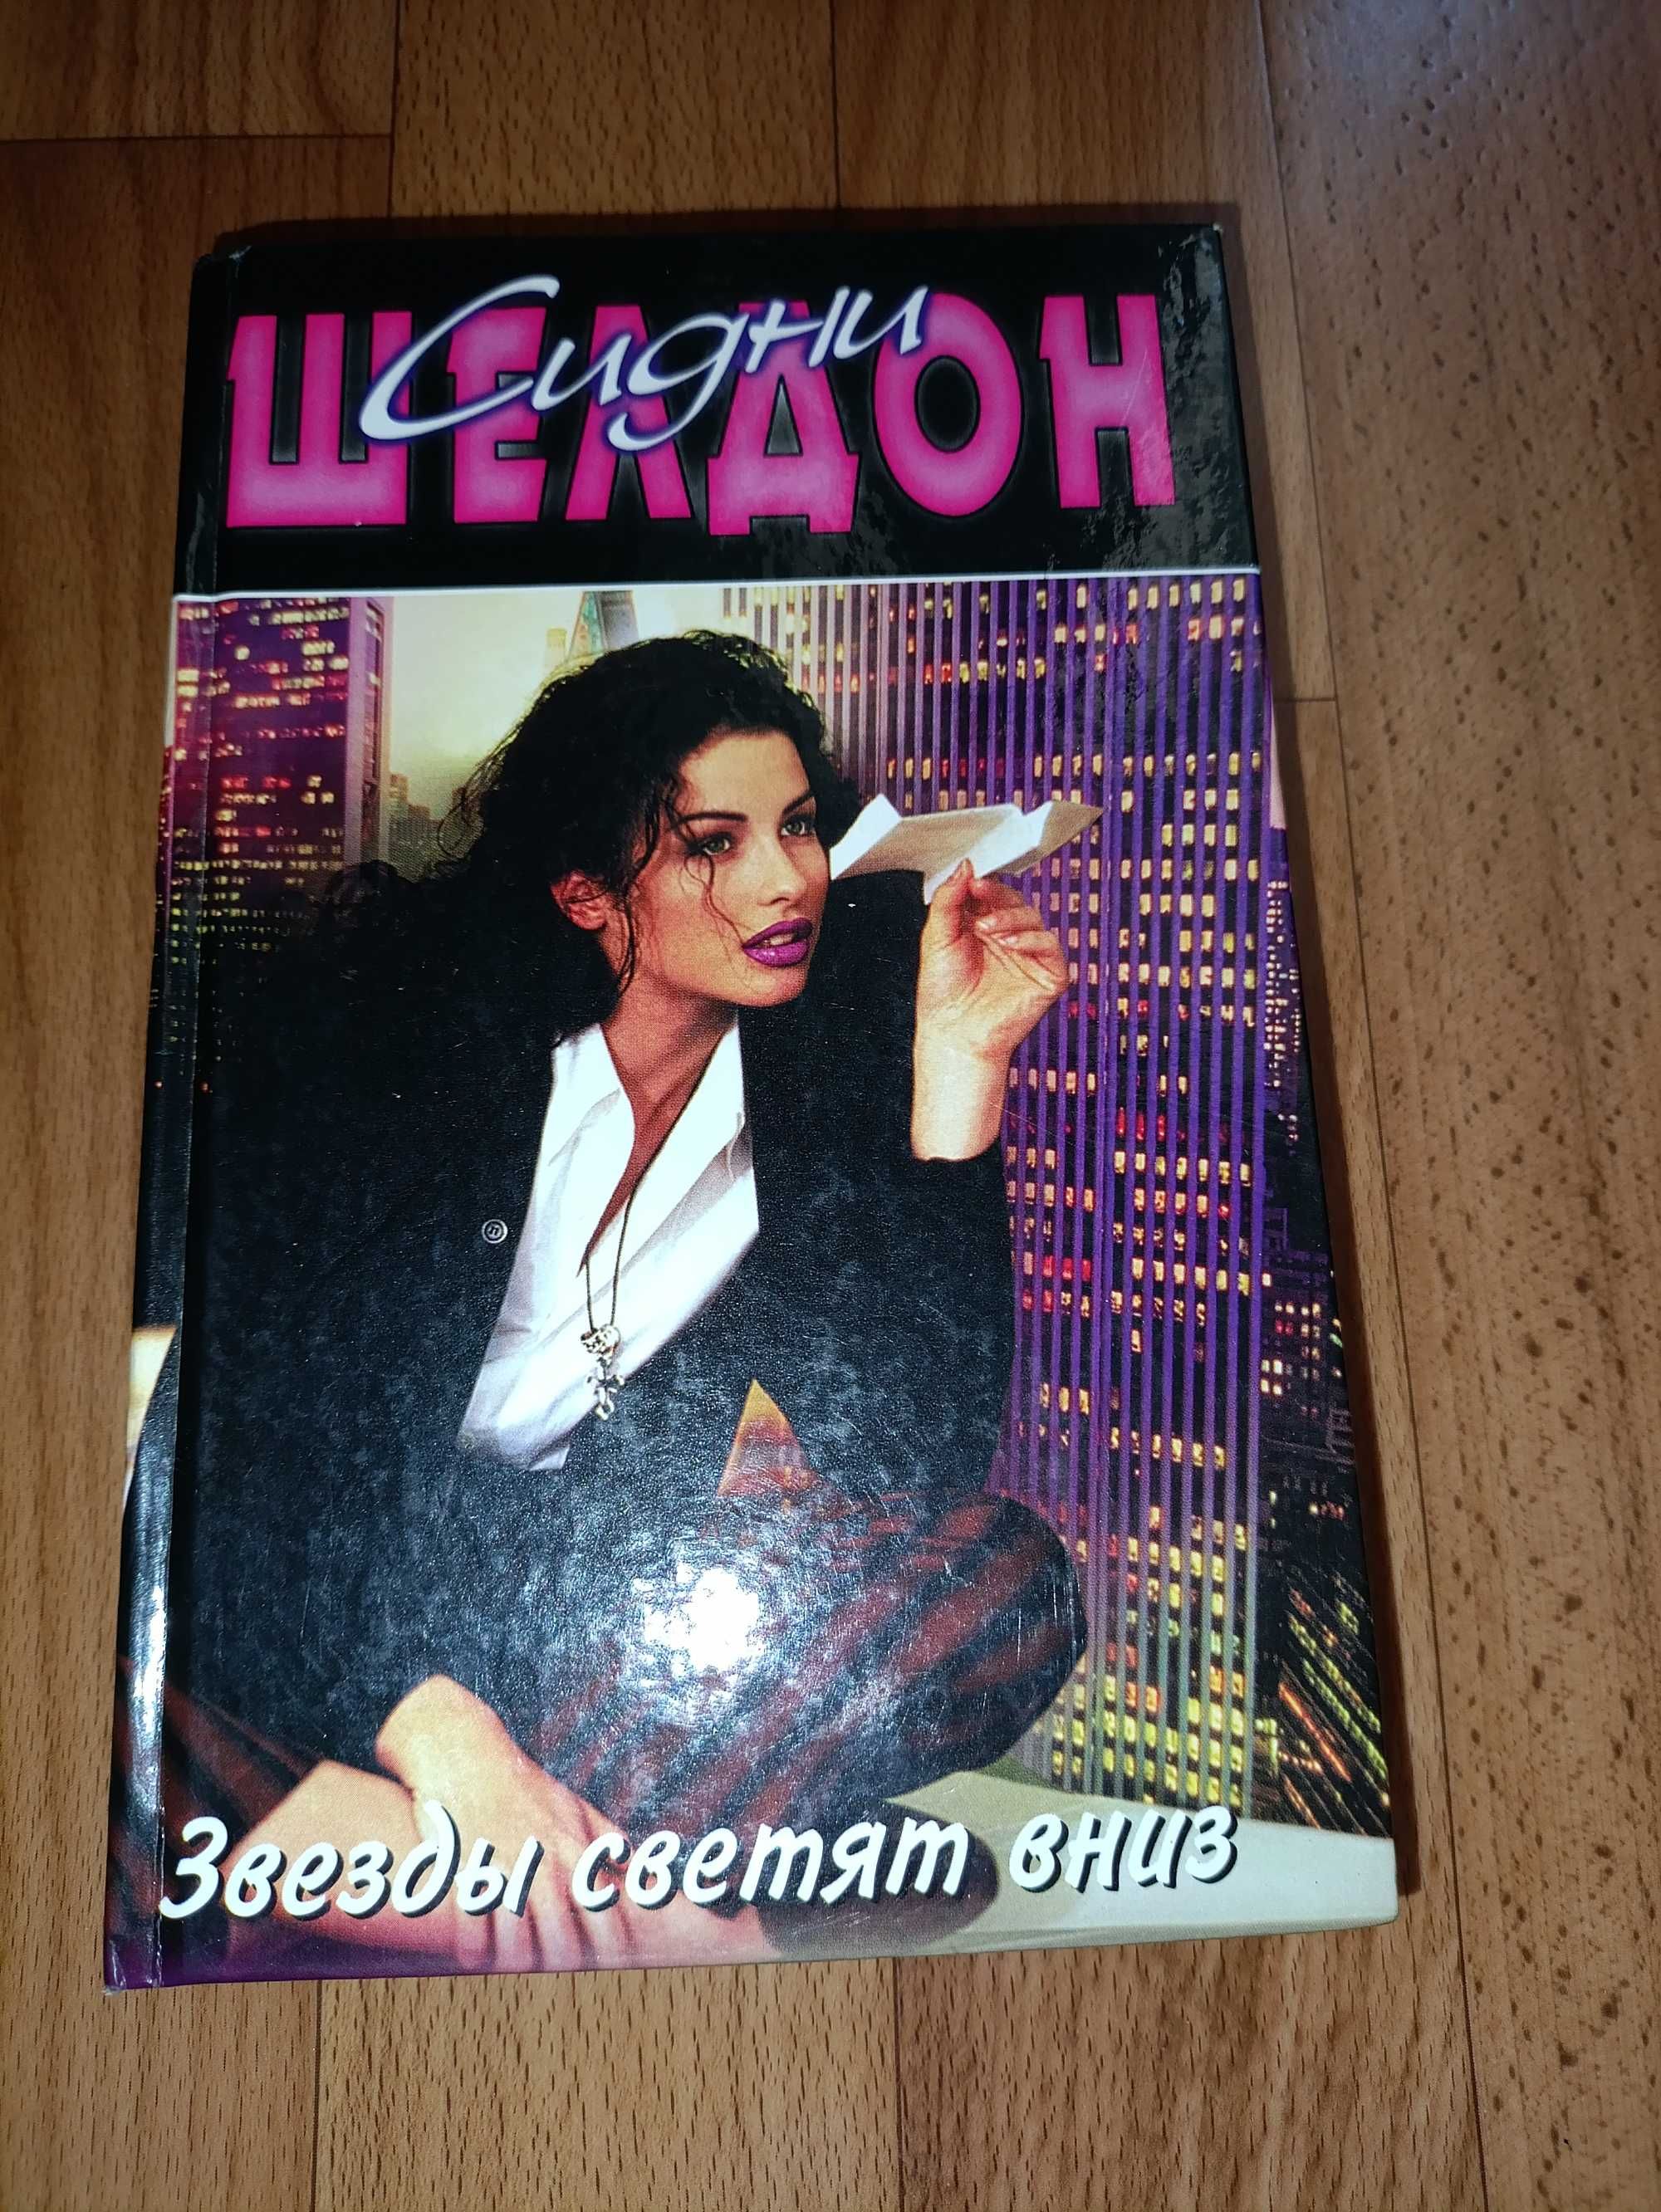 Сидни
ШЕЛДОН
Звезды светят вниз